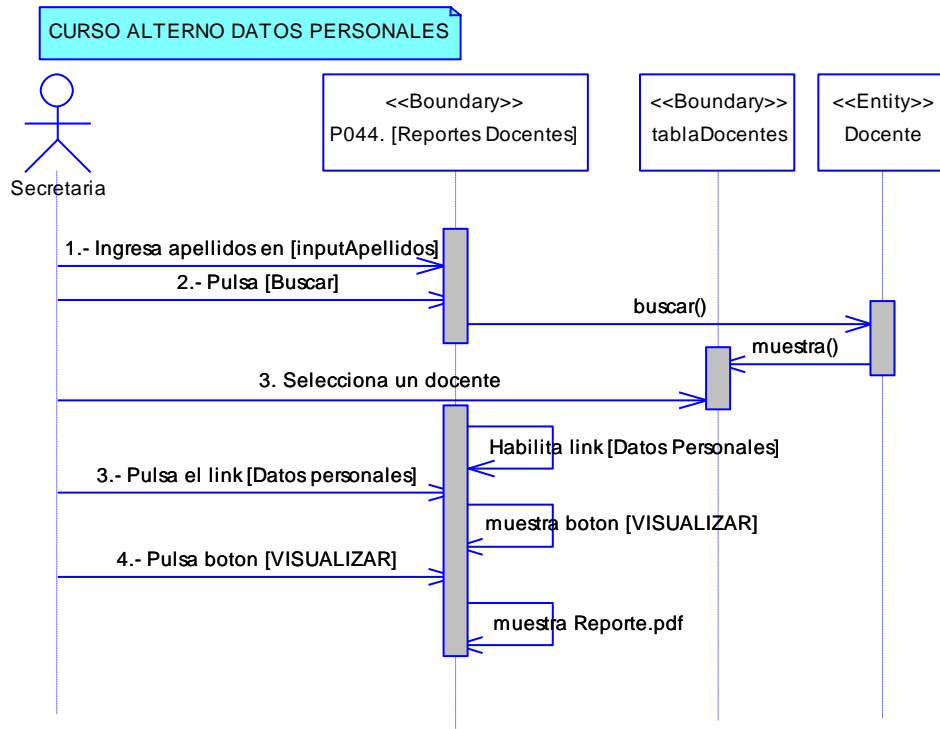 CURSO ALTERNO DATOS PERSONALES
<<Boundary>>
P044. [Reportes Docentes]
<<Boundary>>
tablaDocentes
<<Entity>>
Docente
Secretaria
1.- Ingresa apellidos en [inputApellidos]
2.- Pulsa [Buscar]
buscar()
muestra()
3. Selecciona un docente
Habilita link [Datos Personales]
3.- Pulsa el link [Datos personales]
muestra boton [VISUALIZAR]
4.- Pulsa boton [VISUALIZAR]
muestra Reporte.pdf